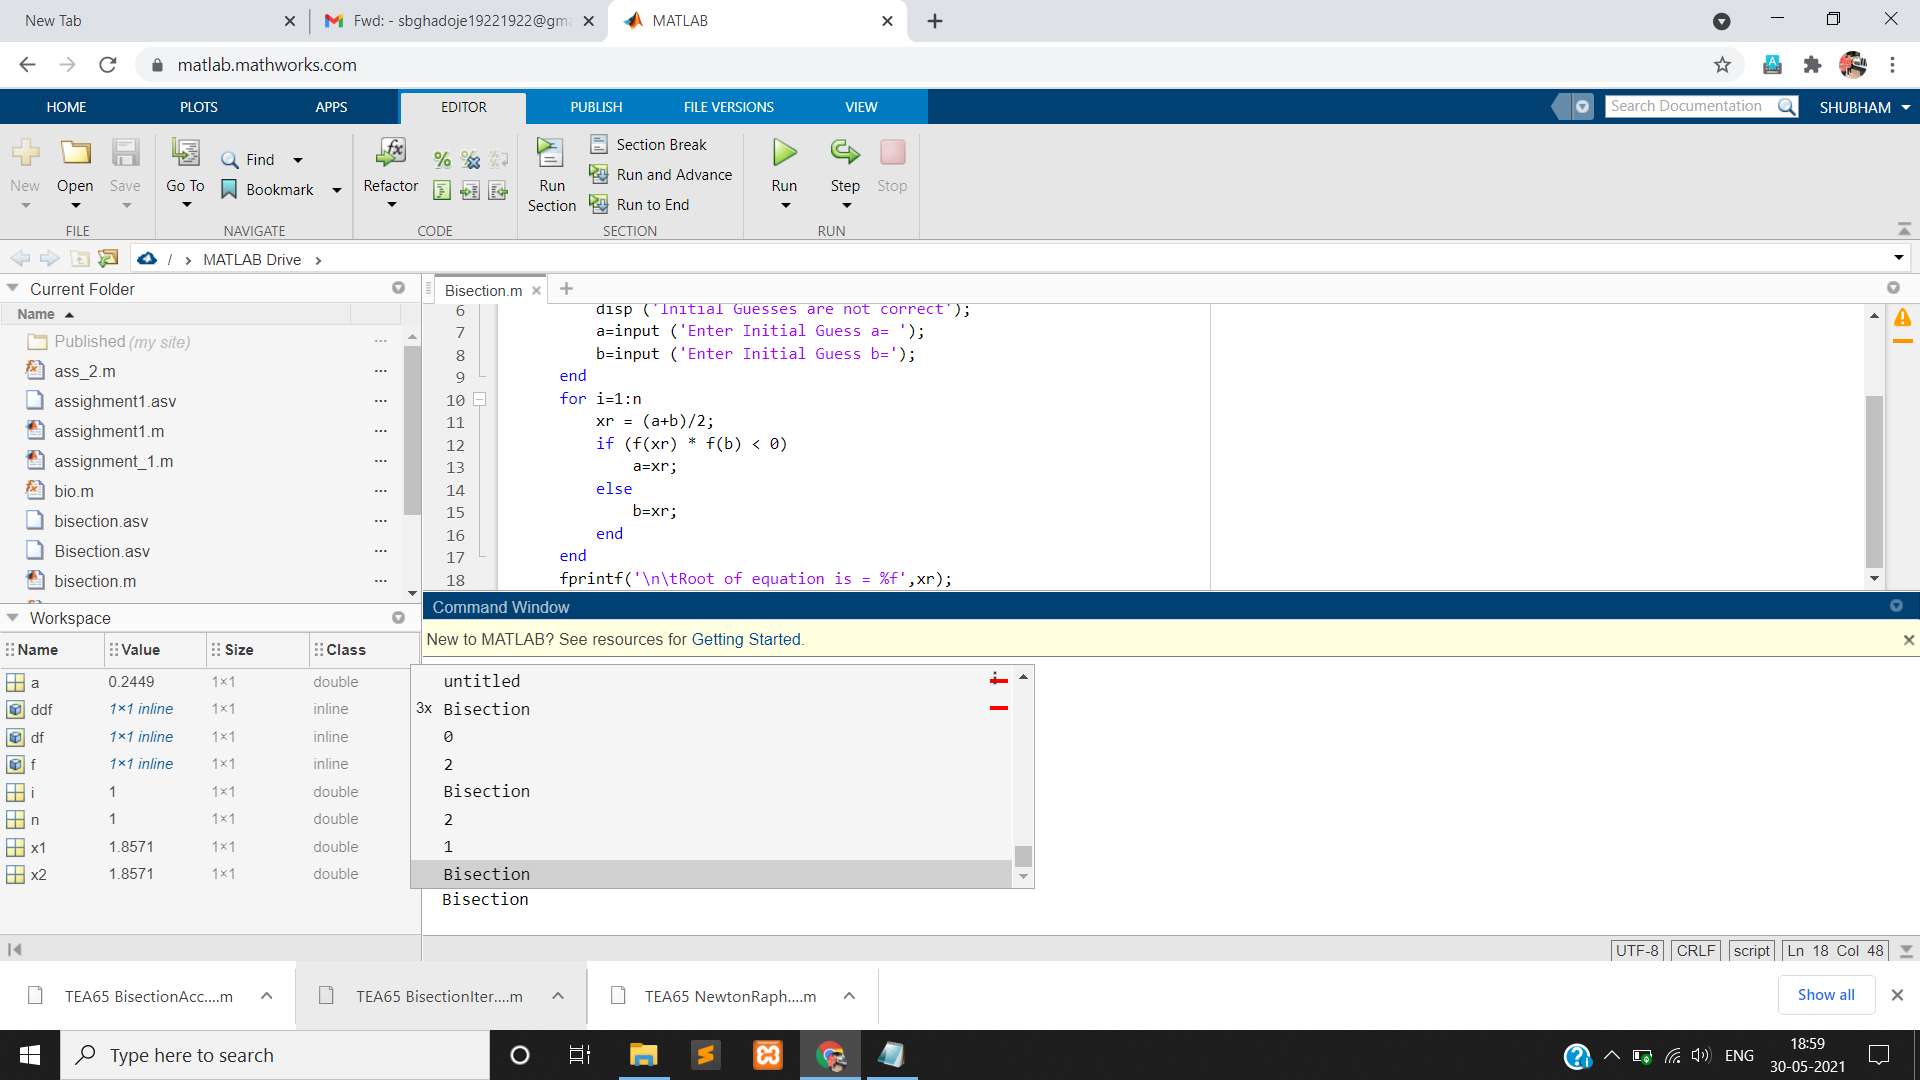 New Tab
Fwd: - sbghadoje19221922@gma
MATLAB
matlab.mathworks.com
HOME PLOTS APPS EDITOR PUBLISH FILE VERSIONS VIEW
Search Documentation
SHUBHAM
New
Open
Save
FILE
Go To
Find
Bookmark
NAVIGATE
Refactor
CODE
Run Section
Section Break
Run and Advance
Run to End
SECTION
Run
Step
Stop
RUN
/ > MATLAB Drive >
Current Folder
Name
Published (my site)
ass_2.m
assighment1.asv
assighment1.m
assignment_1.m
bio.m
bisection.asv
Bisection.asv
bisection.m
Workspace
Name Value Size Class
a 0.2449 1×1 double
ddf 1×1 inline 1×1 inline
df 1×1 inline 1×1 inline
f 1×1 inline 1×1 inline
i 1 1×1 double
n 1 1×1 double
x1 1.8571 1×1 double
x2 1.8571 1×1 double
Bisection.m
6 disp ('Initial Guesses are not correct');
7 a=input ('Enter Initial Guess a= ');
8 b=input ('Enter Initial Guess b=');
9 end
10 for i=1:n
11 xr = (a+b)/2;
12 if (f(xr) * f(b) < 0)
13 a=xr;
14 else
15 b=xr;
16 end
17 end
18 fprintf('\n\tRoot of equation is = %f',xr);
Command Window
New to MATLAB? See resources for Getting Started.
untitled
3x Bisection
0
2
Bisection
2
1
Bisection
Bisection
UTF-8 CRLF script Ln 18 Col 48
TEA65 BisectionAcc....m
TEA65 BisectionIter....m
TEA65 NewtonRaph....m
Show all
Type here to search
ENG
18:59
30-05-2021